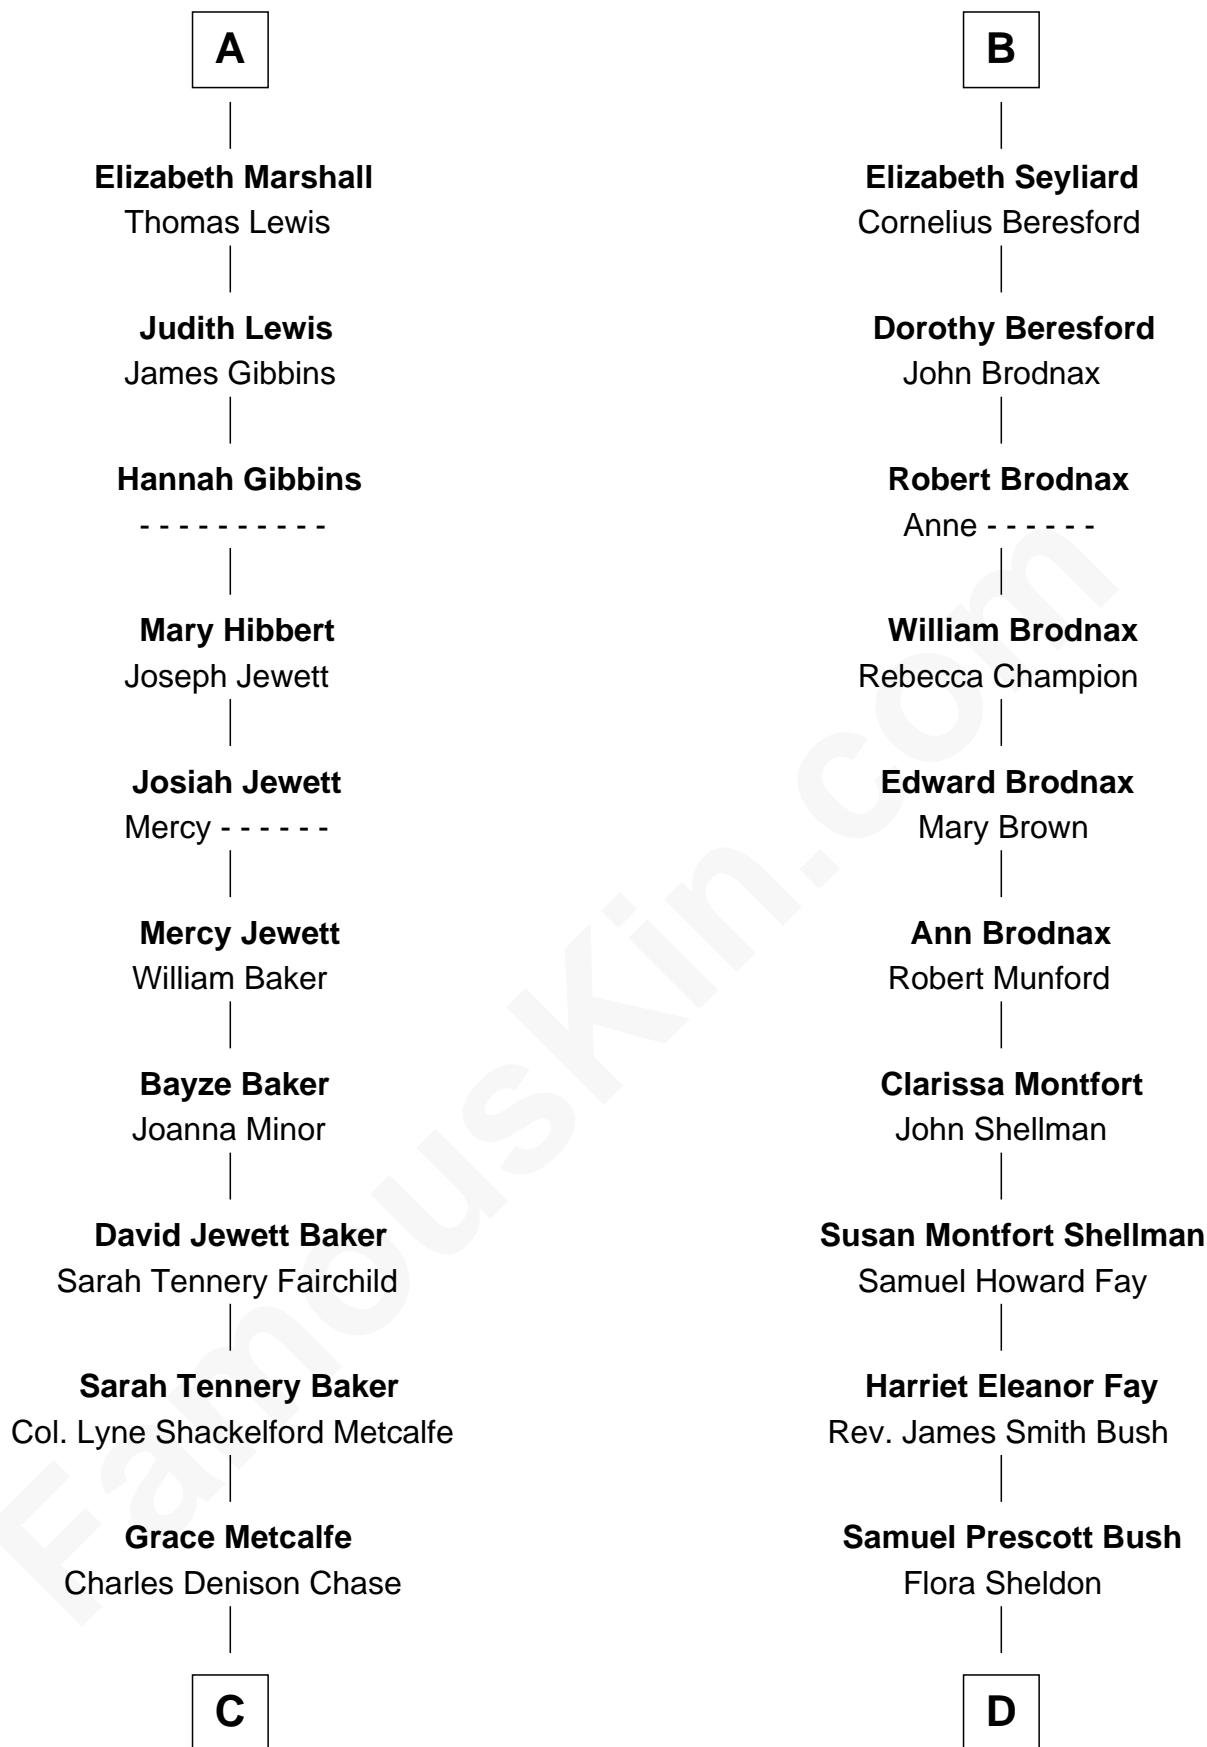 A
Elizabeth Marshall
Thomas Lewis
Judith Lewis
James Gibbins
Hannah Gibbins
- - - - - - - - - -
Mary Hibbert
Joseph Jewett
Josiah Jewett
Mercy - - - - - -
Mercy Jewett
William Baker
Bayze Baker
Joanna Minor
David Jewett Baker
Sarah Tennery Fairchild
Sarah Tennery Baker
Col. Lyne Shackelford Metcalfe
Grace Metcalfe
Charles Denison Chase
C
B
Elizabeth Seyliard
Cornelius Beresford
Dorothy Beresford
John Brodnax
Robert Brodnax
Anne - - - - - -
William Brodnax
Rebecca Champion
Edward Brodnax
Mary Brown
Ann Brodnax
Robert Munford
Clarissa Montfort
John Shellman
Susan Montfort Shellman
Samuel Howard Fay
Harriet Eleanor Fay
Rev. James Smith Bush
Samuel Prescott Bush
Flora Sheldon
D
FamousKin.com